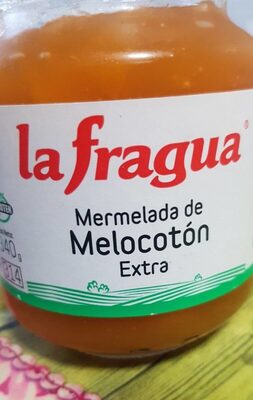 la fragua®
Mermelada de
Melocotón
Extra